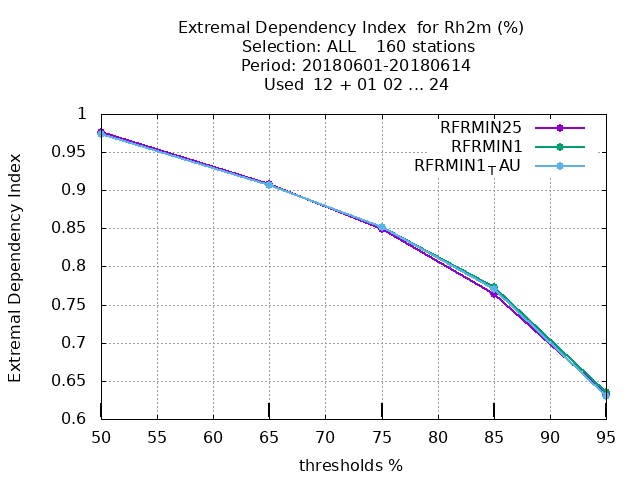 Extremal Dependency Index  for Rh2m (%)
Selection: ALL    160 stations
Period: 20180601-20180614
Used  12 + 01 02 ... 24
RFRMIN25
RFRMIN1
RFRMIN1TAU
Extremal Dependency Index
1
0.95
0.9
0.85
0.8
0.75
0.7
0.65
0.6
50 55 60 65 70 75 80 85 90 95
thresholds %